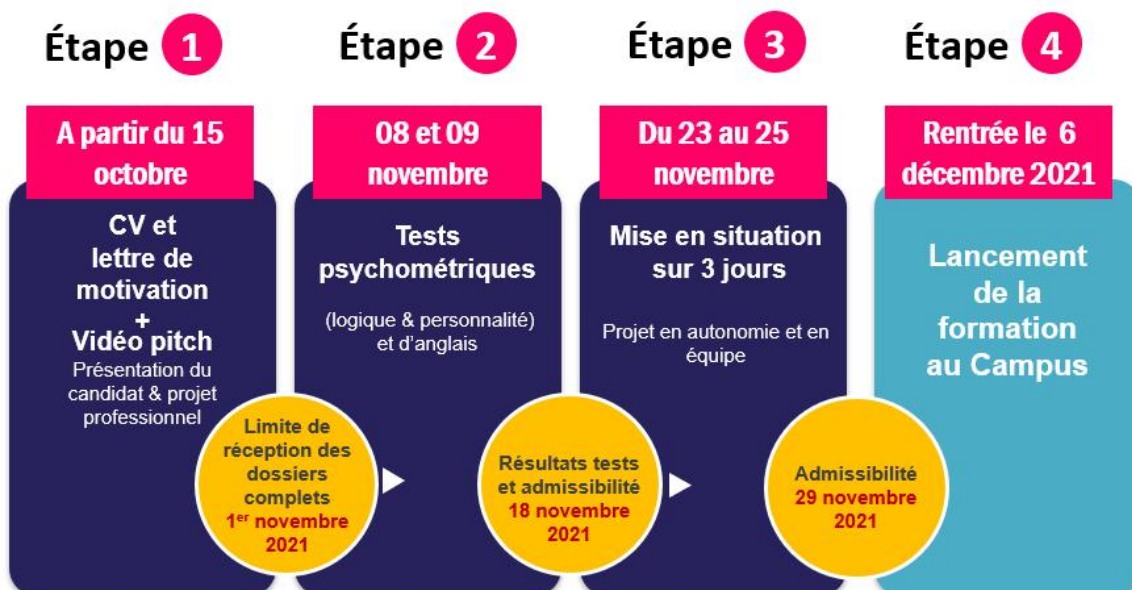 Étape 1
A partir du 15
octobre
CV et
lettre de
motivation
+
Vidéo pitch
Présentation du
candidat & projet
professionnel
Limite de
réception des
dossiers
complets
1er novembre
2021
Étape 2
08 et 09
novembre
Tests
psychométriques
(logique & personnalité)
et d'anglais
Résultats tests
et admissibilité
18 novembre
2021
Étape 3
Du 23 au 25
novembre
Mise en situation
sur 3 jours
Projet en autonomie et en
équipe
Admissibilité
29 novembre
2021
Étape 4
Rentrée le 6
décembre 2021
Lancement
de la
formation
au Campus